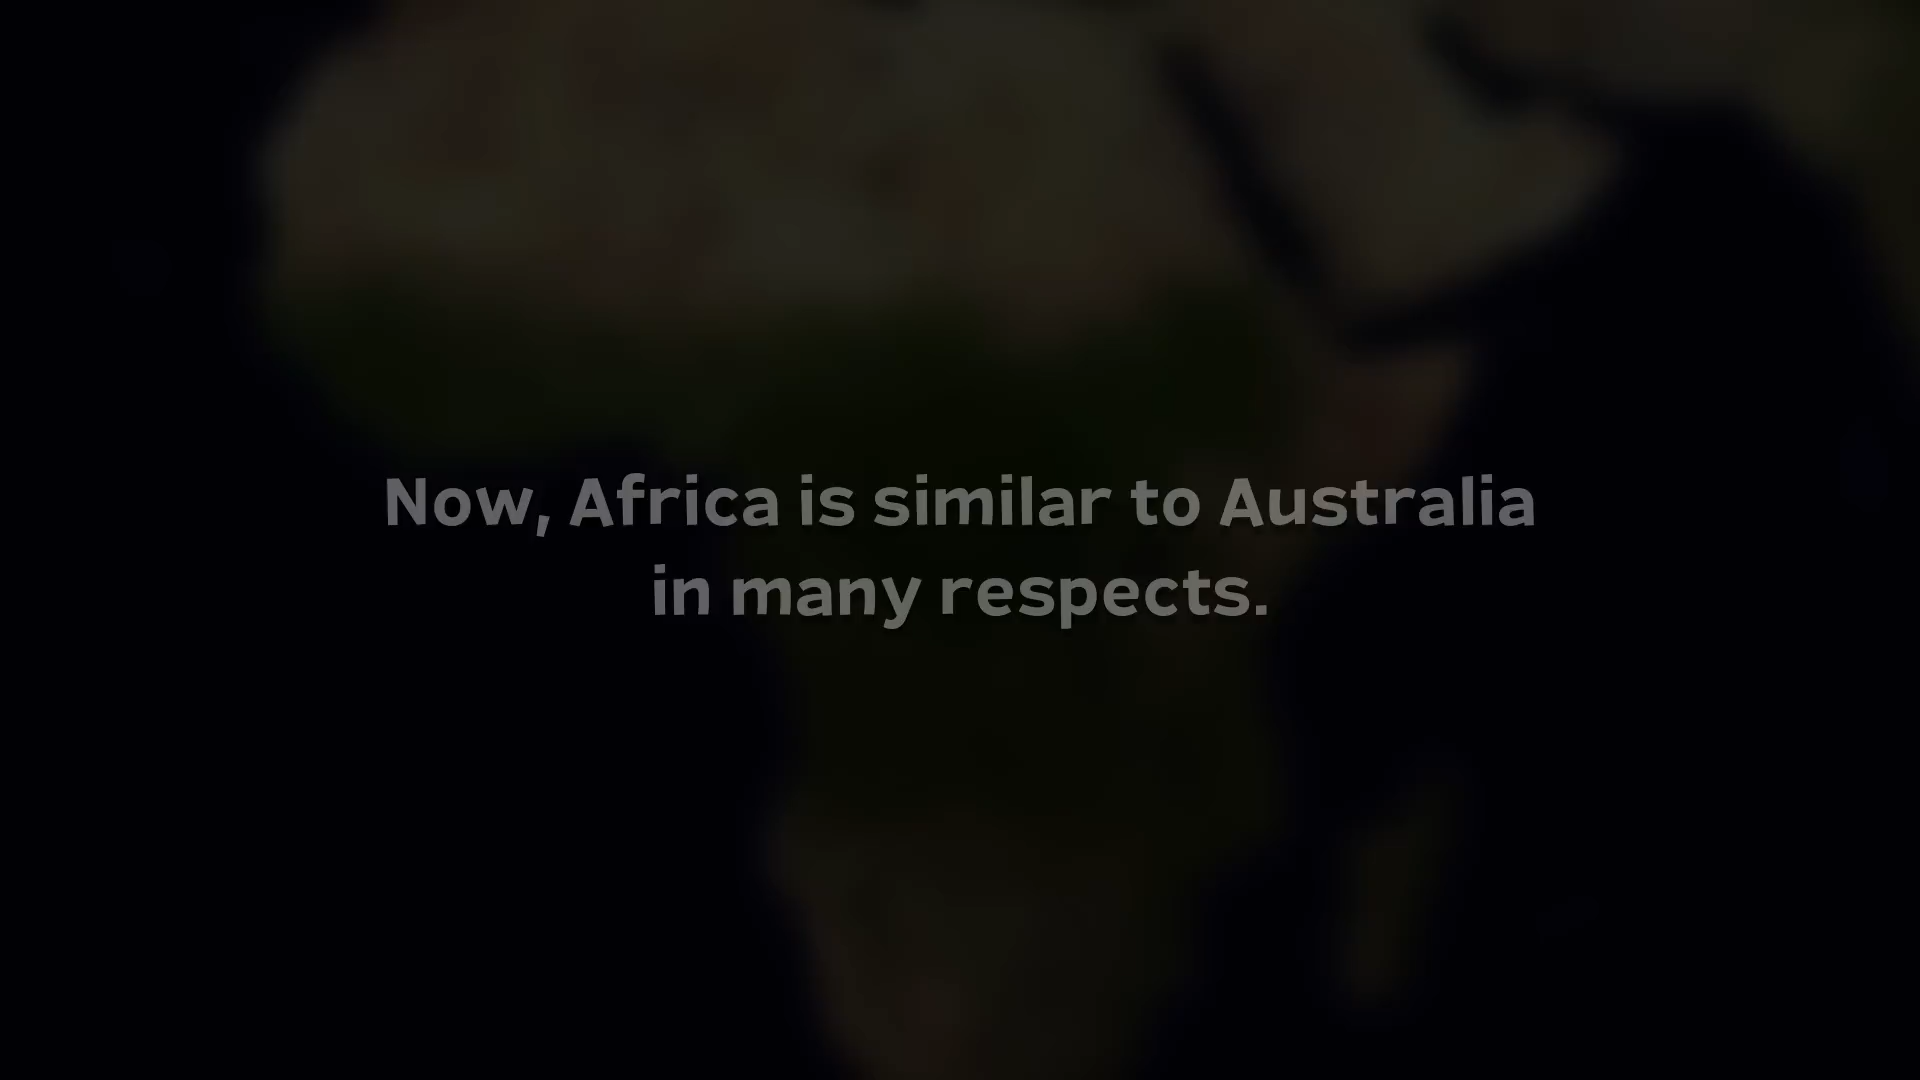 Now, Africa is similar to Australia
in many respects.